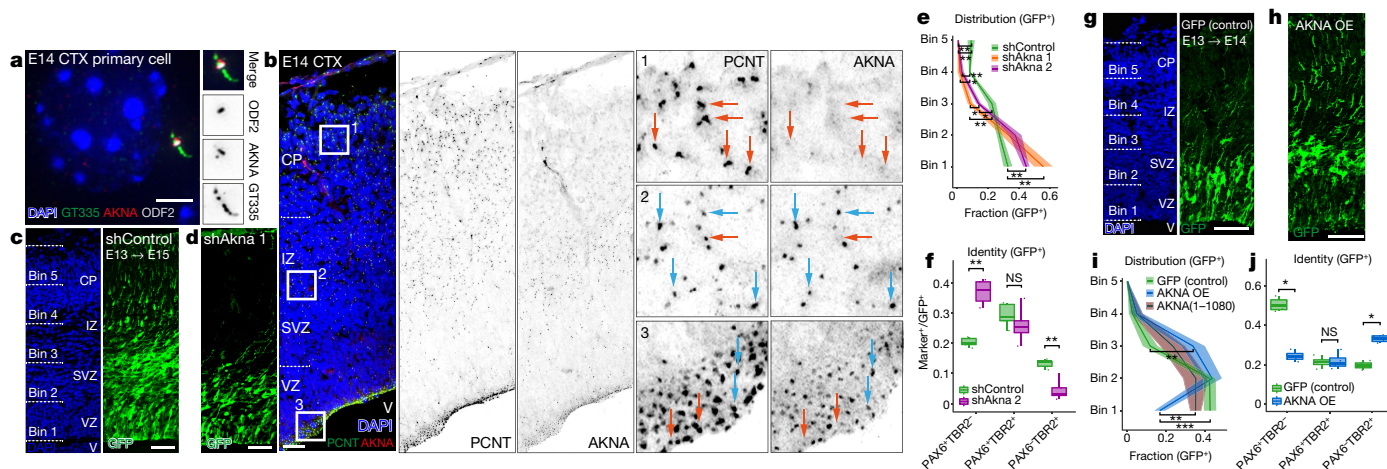 a
E14 CTX primary cell
DAPI GT335 AKNA ODF2
Merge
ODF2
AKNA
GT335
b
E14 CTX
1
CP
IZ
2
SVZ
VZ
3
V
DAPI
PCNT AKNA
PCNT
AKNA
1
PCNT
AKNA
2
3
c
shControl
E13 → E15
Bin 5
CP
Bin 4
IZ
Bin 3
SVZ
Bin 2
VZ
Bin 1
V
DAPI
GFP
d
shAkna 1
GFP
e
Distribution (GFP⁺)
Bin 5
Bin 4
Bin 3
Bin 2
Bin 1
shControl
shAkna 1
shAkna 2
**
**
**
*
*
*
**
**
**
0
0.2
0.4
0.6
Fraction (GFP⁺)
f
Identity (GFP⁺)
Marker⁺/GFP⁺
0.4
0.3
0.2
0.1
0
**
NS
**
shControl
shAkna 2
PAX6⁺TBR2⁻
PAX6⁺TBR2⁺
PAX6⁻TBR2⁺
g
GFP (control)
E13 → E14
Bin 5
CP
Bin 4
IZ
Bin 3
SVZ
Bin 2
VZ
Bin 1
V
DAPI
GFP
h
AKNA OE
GFP
i
Distribution (GFP⁺)
Bin 5
Bin 4
Bin 3
Bin 2
Bin 1
GFP (control)
AKNA OE
AKNA(1–1080)
**
**
***
0
0.2
0.4
Fraction (GFP⁺)
j
Identity (GFP⁺)
0.6
0.4
0.2
0
*
NS
*
GFP (control)
AKNA OE
PAX6⁺TBR2⁻
PAX6⁺TBR2⁺
PAX6⁻TBR2⁺